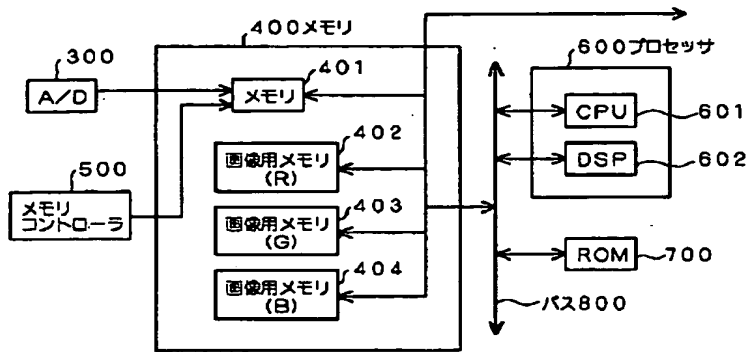 400メモリ
300
A/D
401
メモリ
402
画像用メモリ
(R)
500
メモリ
コントローラ
403
画像用メモリ
(G)
404
画像用メモリ
(B)
600プロセッサ
CPU
601
DSP
602
ROM
700
バス800